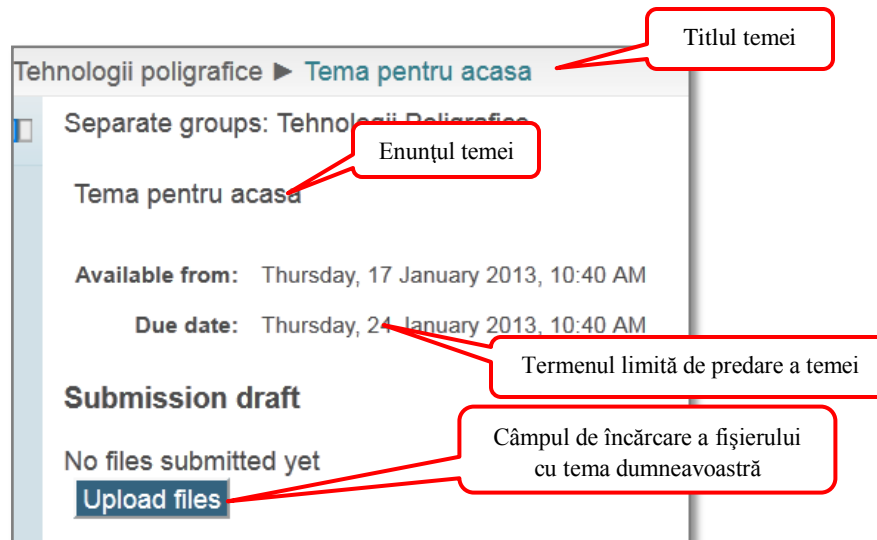 Titlul temei
Tehnologii poligrafice ► Tema pentru acasa
Separate groups: Tehnologii Poligrafice
Enunţul temei
Tema pentru acasa
Available from: Thursday, 17 January 2013, 10:40 AM
Due date: Thursday, 24 January 2013, 10:40 AM
Termenul limită de predare a temei
Submission draft
Câmpul de încărcare a fişierului
cu tema dumneavoastră
No files submitted yet
Upload files